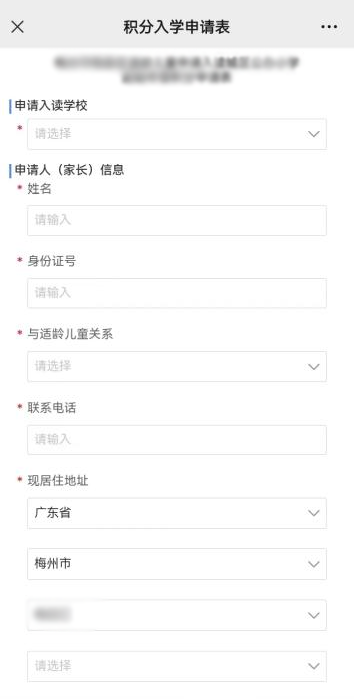 积分入学申请表
申请入读学校
* 请选择
申请人（家长）信息
* 姓名
请输入
* 身份证号
请输入
* 与适龄儿童关系
请选择
* 联系电话
请输入
* 现居住地址
广东省
梅州市
请选择